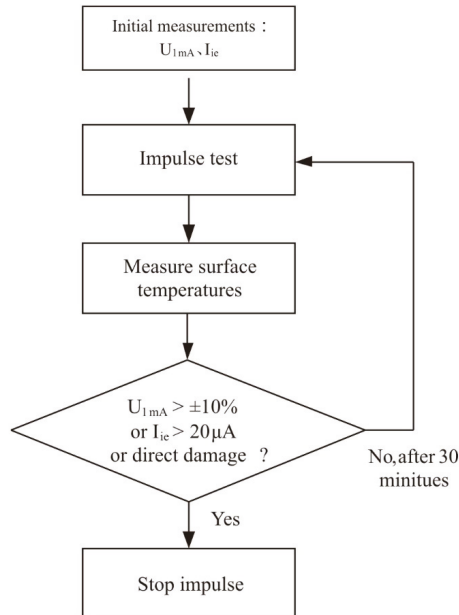 Initial measurements：
U1mA、Iie
Impulse test
Measure surface
temperatures
U1mA > ±10%
or Iie > 20μA
or direct damage ?
No,after 30
minitues
Yes
Stop impulse